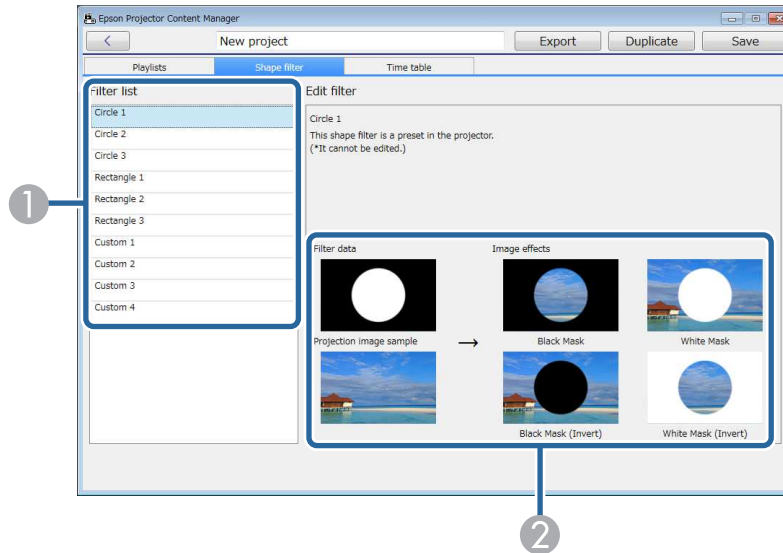 Epson Projector Content Manager
New project
Export
Duplicate
Save
Playlists
Shape filter
Time table
Filter list
Edit filter
Circle 1
Circle 2
Circle 3
Rectangle 1
Rectangle 2
Rectangle 3
Custom 1
Custom 2
Custom 3
Custom 4
Circle 1
This shape filter is a preset in the projector.
(*It cannot be edited.)
Filter data
Image effects
Projection image sample
→
Black Mask
White Mask
Black Mask (Invert)
White Mask (Invert)
1
2